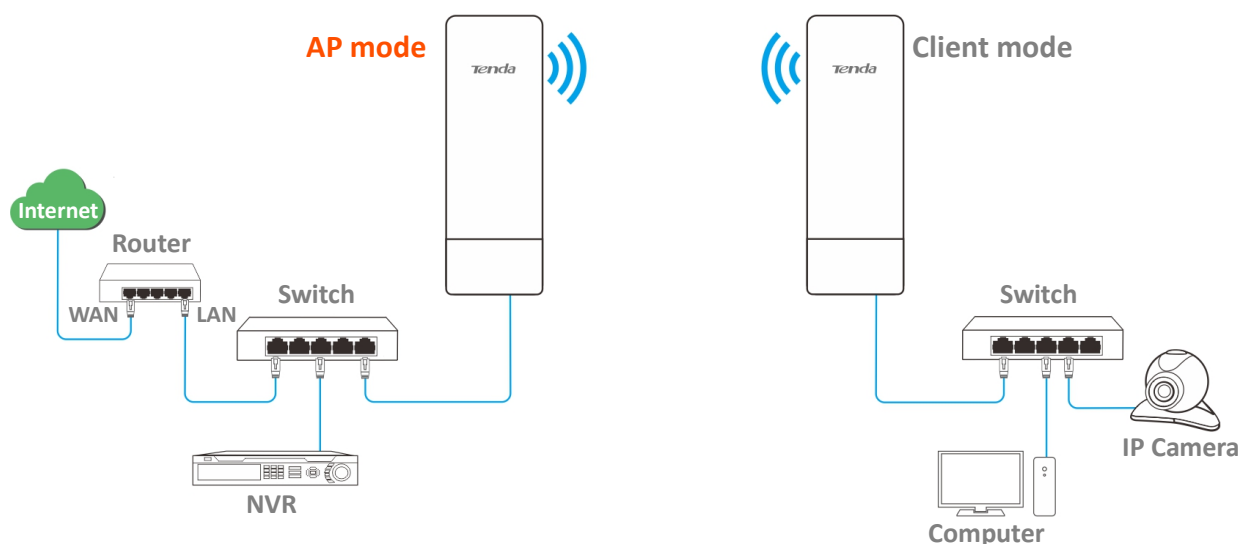 AP mode
Tenda
Tenda
Client mode
Internet
Router
WAN
LAN
Switch
NVR
Switch
IP Camera
Computer